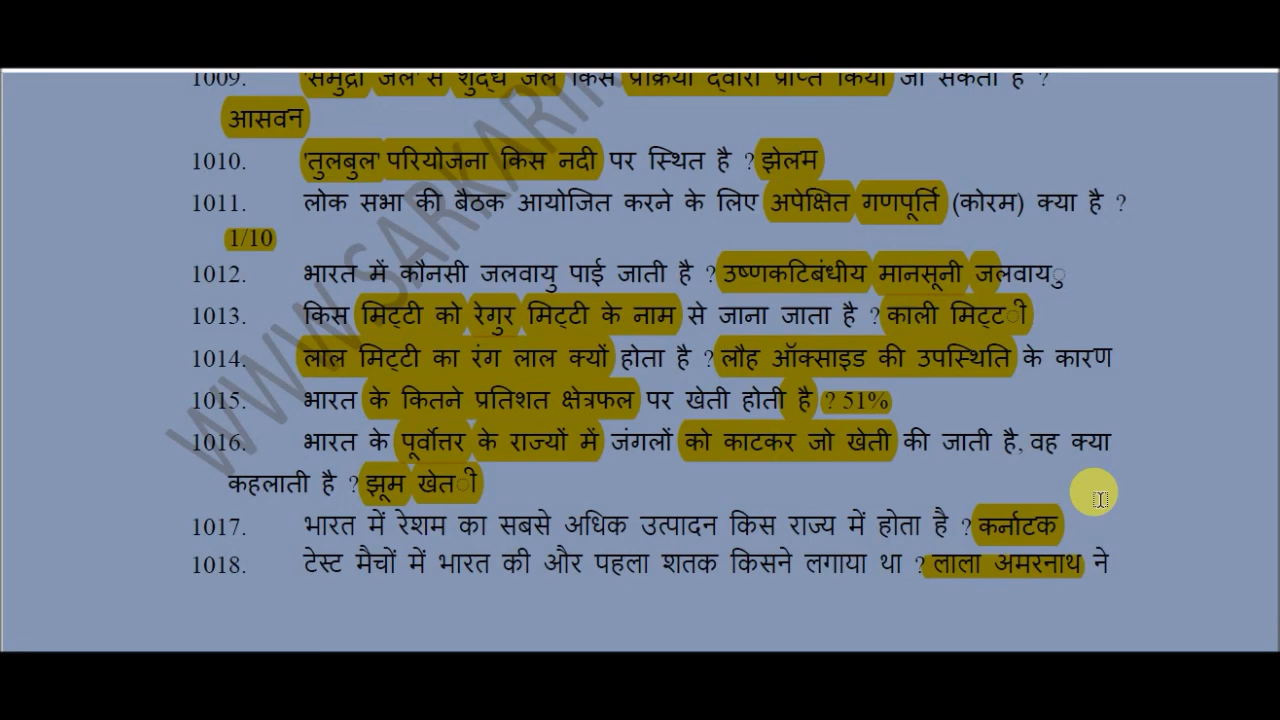 1009. 'समुद्री जल' से शुद्ध जल किस प्रक्रिया द्वारा प्राप्त किया जा सकता है ?
आसवन
1010. 'तुलबुल' परियोजना किस नदी पर स्थित है ? झेलम
1011. लोक सभा की बैठक आयोजित करने के लिए अपेक्षित गणपूर्ति (कोरम) क्या है ?
1/10
1012. भारत में कौनसी जलवायु पाई जाती है ? उष्णकटिबंधीय मानसूनी जलवायु
1013. किस मिट्टी को रेगुर मिट्टी के नाम से जाना जाता है ? काली मिट्टी
1014. लाल मिट्टी का रंग लाल क्यों होता है ? लौह ऑक्साइड की उपस्थिति के कारण
1015. भारत के कितने प्रतिशत क्षेत्रफल पर खेती होती है ? 51%
1016. भारत के पूर्वोत्तर के राज्यों में जंगलों को काटकर जो खेती की जाती है, वह क्या
कहलाती है ? झूम खेती
1017. भारत में रेशम का सबसे अधिक उत्पादन किस राज्य में होता है ? कर्नाटक
1018. टेस्ट मैचों में भारत की और पहला शतक किसने लगाया था ? लाला अमरनाथ ने